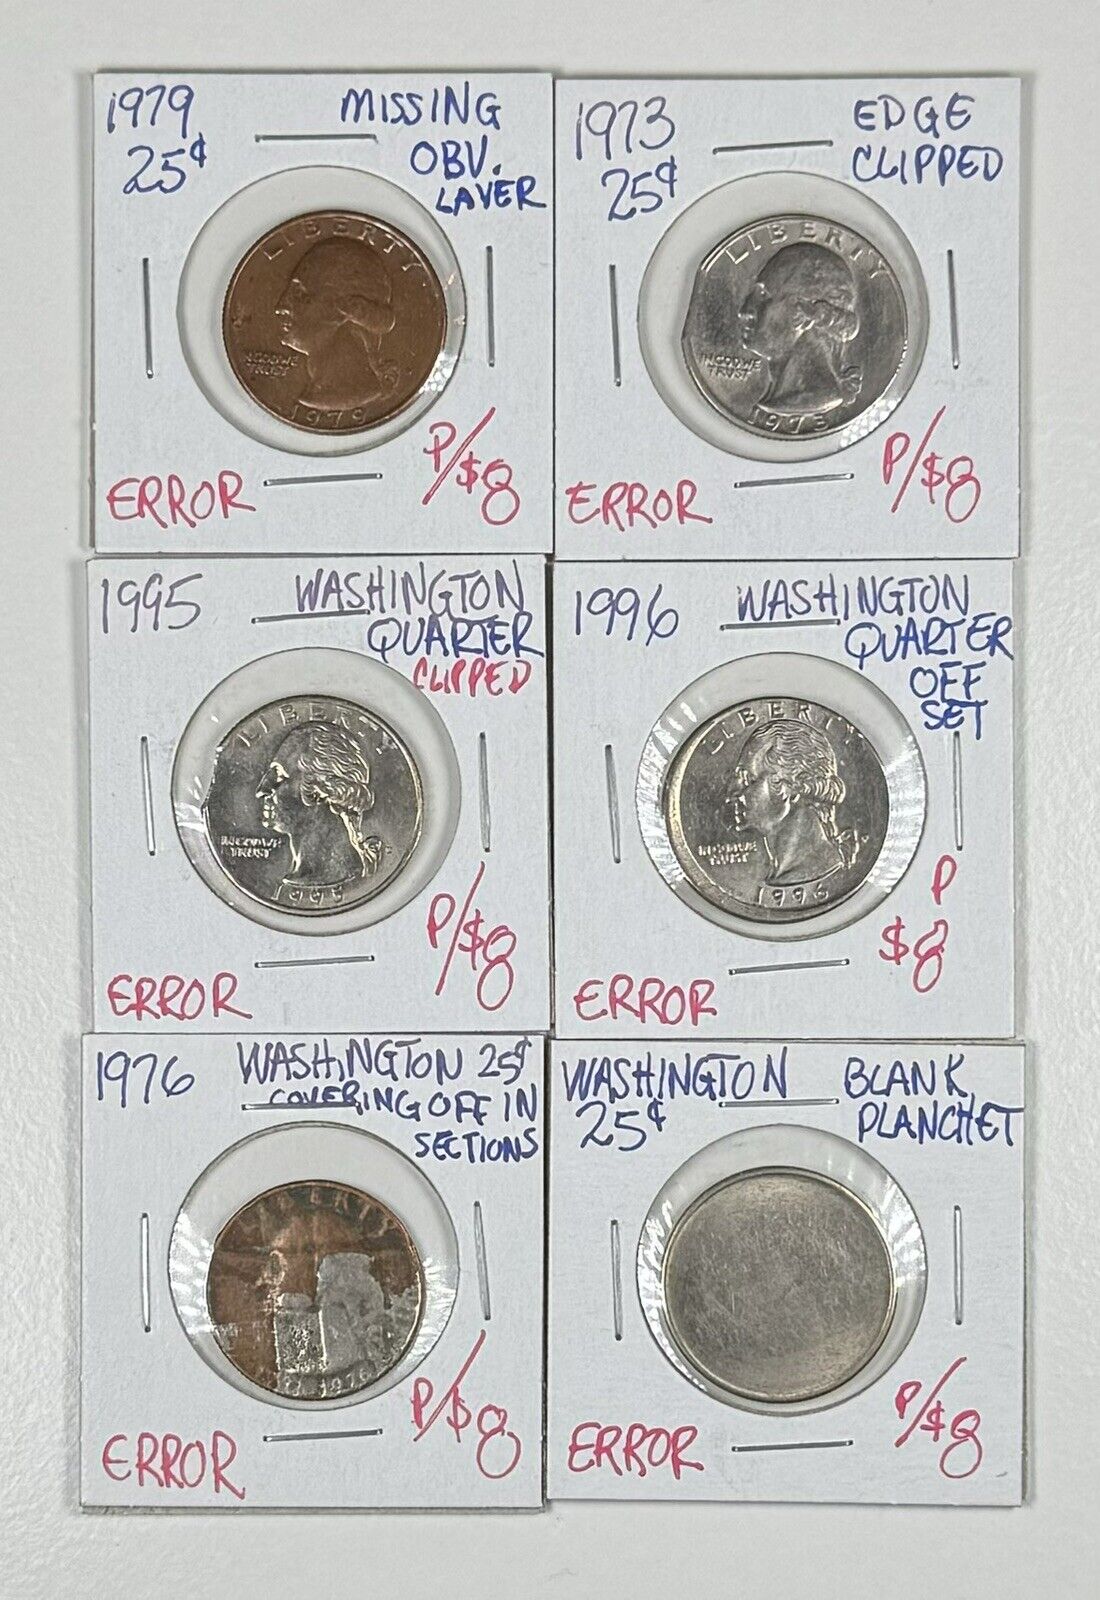 1979 MISSING
25¢ OBV.
LAVER
LIBERTY
IN GOD WE
TRUST
1979
ERROR P/$8
1973 EDGE
25¢ CLIPPED
LIBERTY
IN GOD WE
TRUST
1973
ERROR P/$8
1995 WASHINGTON
QUARTER
CLIPPED
LIBERTY
IN GOD WE
TRUST
1995
ERROR P/$8
1996 WASHINGTON
QUARTER
OFF
SET
LIBERTY
IN GOD WE
TRUST
1996
P
ERROR $8
1976 WASHINGTON 25¢
COVERING OFF IN
SECTIONS
LIBERTY
1976
ERROR P/$8
WASHINGTON BLANK
25¢ PLANCHET
ERROR P/$8